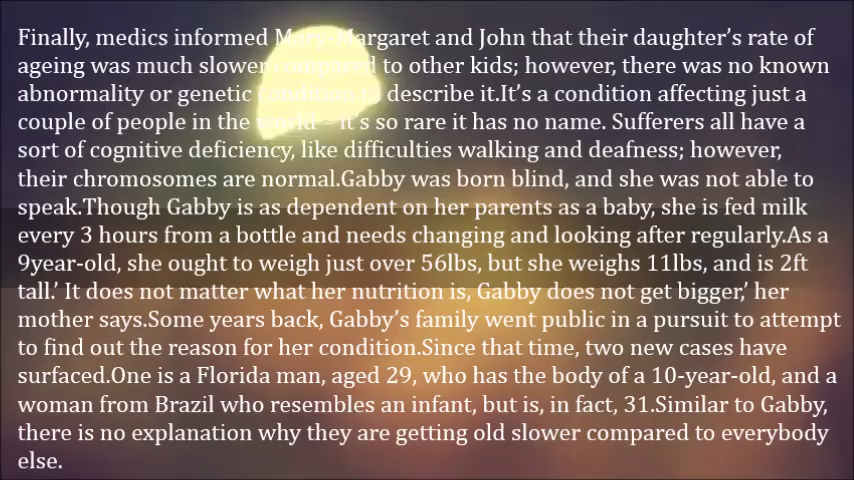 Finally, medics informed Mary-Margaret and John that their daughter's rate of
ageing was much slower compared to other kids; however, there was no known
abnormality or genetic condition to describe it.It's a condition affecting just a
couple of people in the world – it's so rare it has no name. Sufferers all have a
sort of cognitive deficiency, like difficulties walking and deafness; however,
their chromosomes are normal.Gabby was born blind, and she was not able to
speak.Though Gabby is as dependent on her parents as a baby, she is fed milk
every 3 hours from a bottle and needs changing and looking after regularly.As a
9year-old, she ought to weigh just over 56lbs, but she weighs 11lbs, and is 2ft
tall.' It does not matter what her nutrition is, Gabby does not get bigger,' her
mother says.Some years back, Gabby's family went public in a pursuit to attempt
to find out the reason for her condition.Since that time, two new cases have
surfaced.One is a Florida man, aged 29, who has the body of a 10-year-old, and a
woman from Brazil who resembles an infant, but is, in fact, 31.Similar to Gabby,
there is no explanation why they are getting old slower compared to everybody
else.